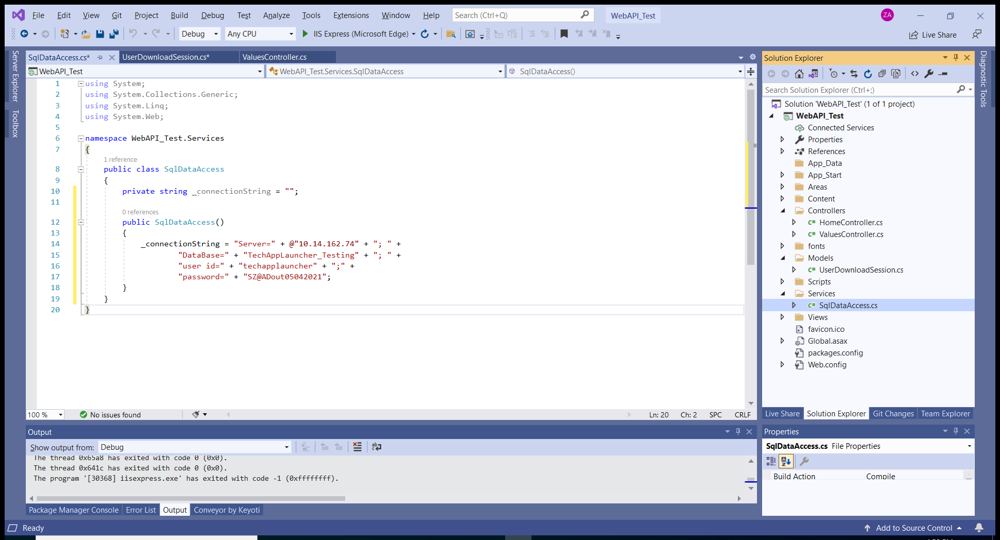 File Edit View Git Project Build Debug Test Analyze Tools Extensions Window Help Search (Ctrl+Q) WebAPI_Test ZA
Debug Any CPU IIS Express (Microsoft Edge) Live Share
Server Explorer
Toolbox
SqlDataAccess.cs* UserDownloadSession.cs* ValuesController.cs
WebAPI_Test WebAPI_Test.Services.SqlDataAccess SqlDataAccess()
1 using System;
2 using System.Collections.Generic;
3 using System.Linq;
4 using System.Web;
5
6 namespace WebAPI_Test.Services
7 {
1 reference
8 public class SqlDataAccess
9 {
10 private string _connectionString = "";
11
0 references
12 public SqlDataAccess()
13 {
14 _connectionString = "Server=" + @"10.14.162.74" + "; " +
15 "DataBase=" + "TechAppLauncher_Testing" + "; " +
16 "user id=" + "techapplauncher" + ";" +
17 "password=" + "SZ@ADout05042021";
18 }
19 }
20 }
100 % No issues found Ln: 20 Ch: 2 SPC CRLF
Output
Show output from: Debug
The thread 0x65a8 has exited with code 0 (0x0).
The thread 0x641c has exited with code 0 (0x0).
The program '[30368] iisexpress.exe' has exited with code -1 (0xffffffff).
Package Manager Console Error List Output Conveyor by Keyoti
Solution Explorer
Search Solution Explorer (Ctrl+;)
Solution 'WebAPI_Test' (1 of 1 project)
WebAPI_Test
Connected Services
Properties
References
App_Data
App_Start
Areas
Content
Controllers
C# HomeController.cs
C# ValuesController.cs
fonts
Models
C# UserDownloadSession.cs
Scripts
Services
C# SqlDataAccess.cs
Views
favicon.ico
Global.asax
packages.config
Web.config
Live Share Solution Explorer Git Changes Team Explorer
Properties
SqlDataAccess.cs File Properties
Build Action Compile
Diagnostic Tools
Ready Add to Source Control